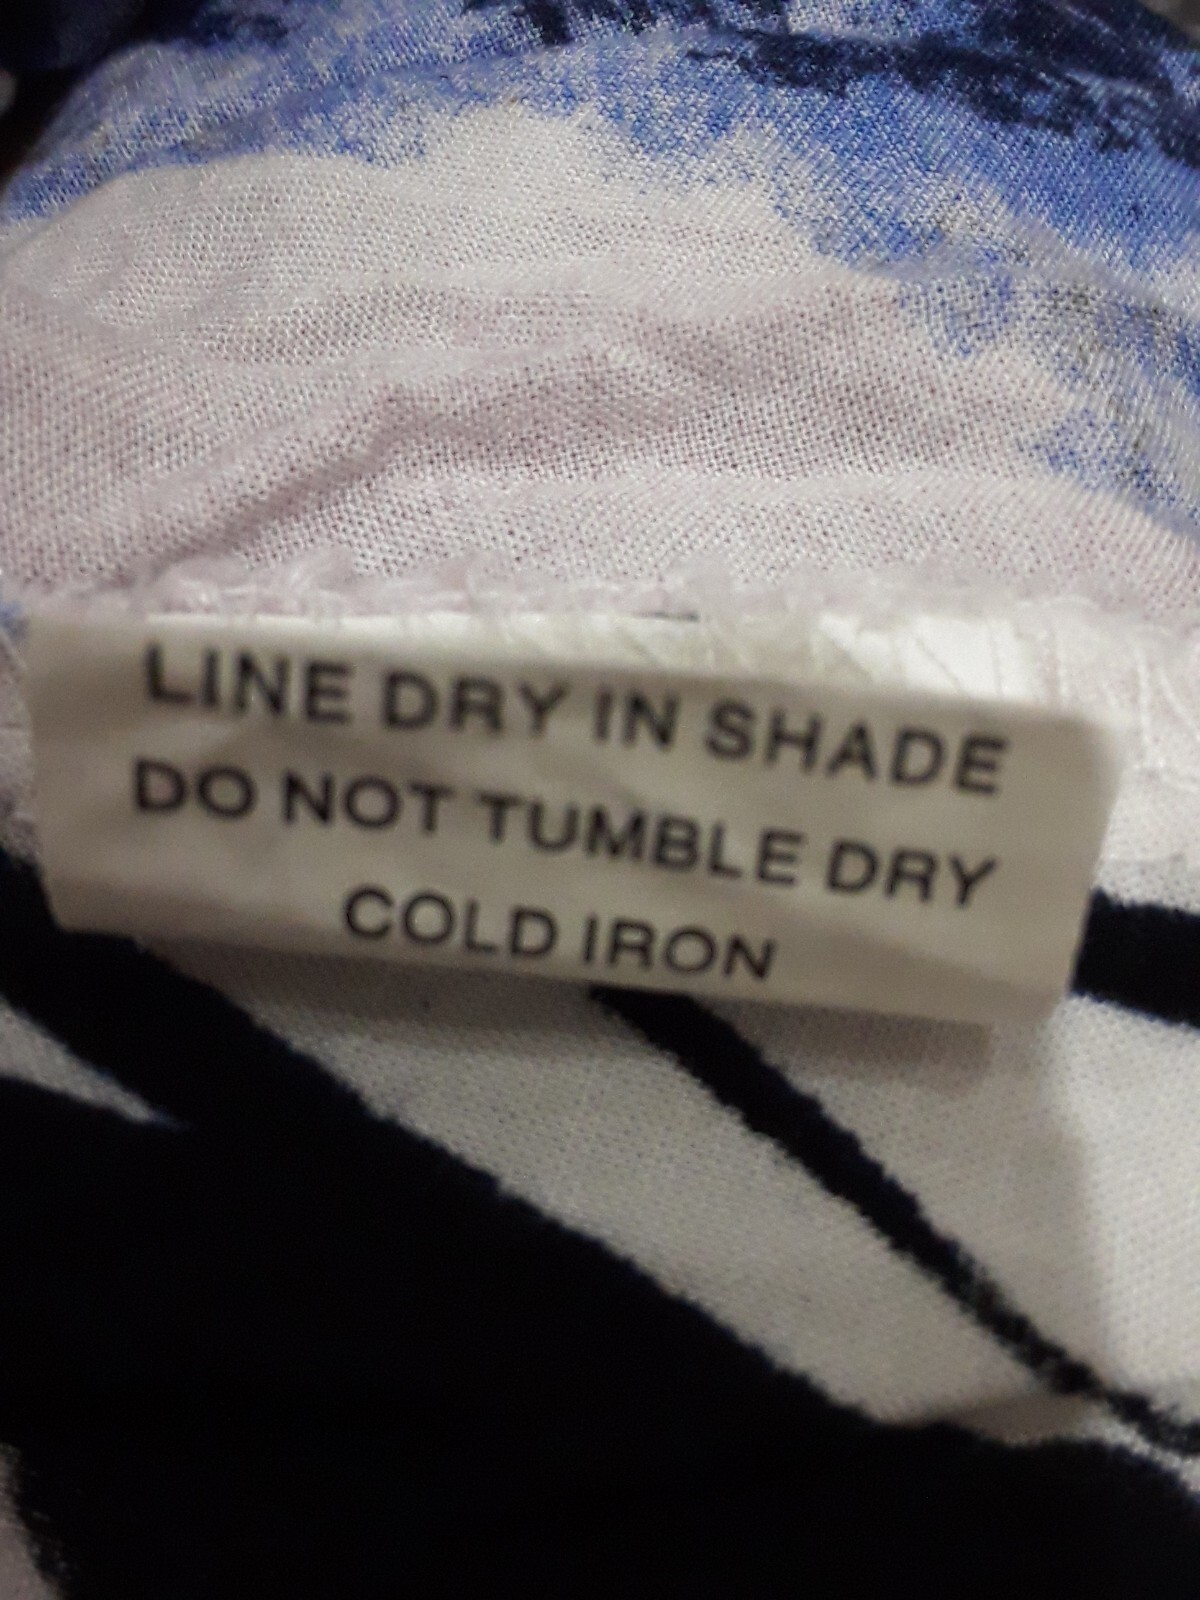 LINE DRY IN SHADE
DO NOT TUMBLE DRY
COLD IRON